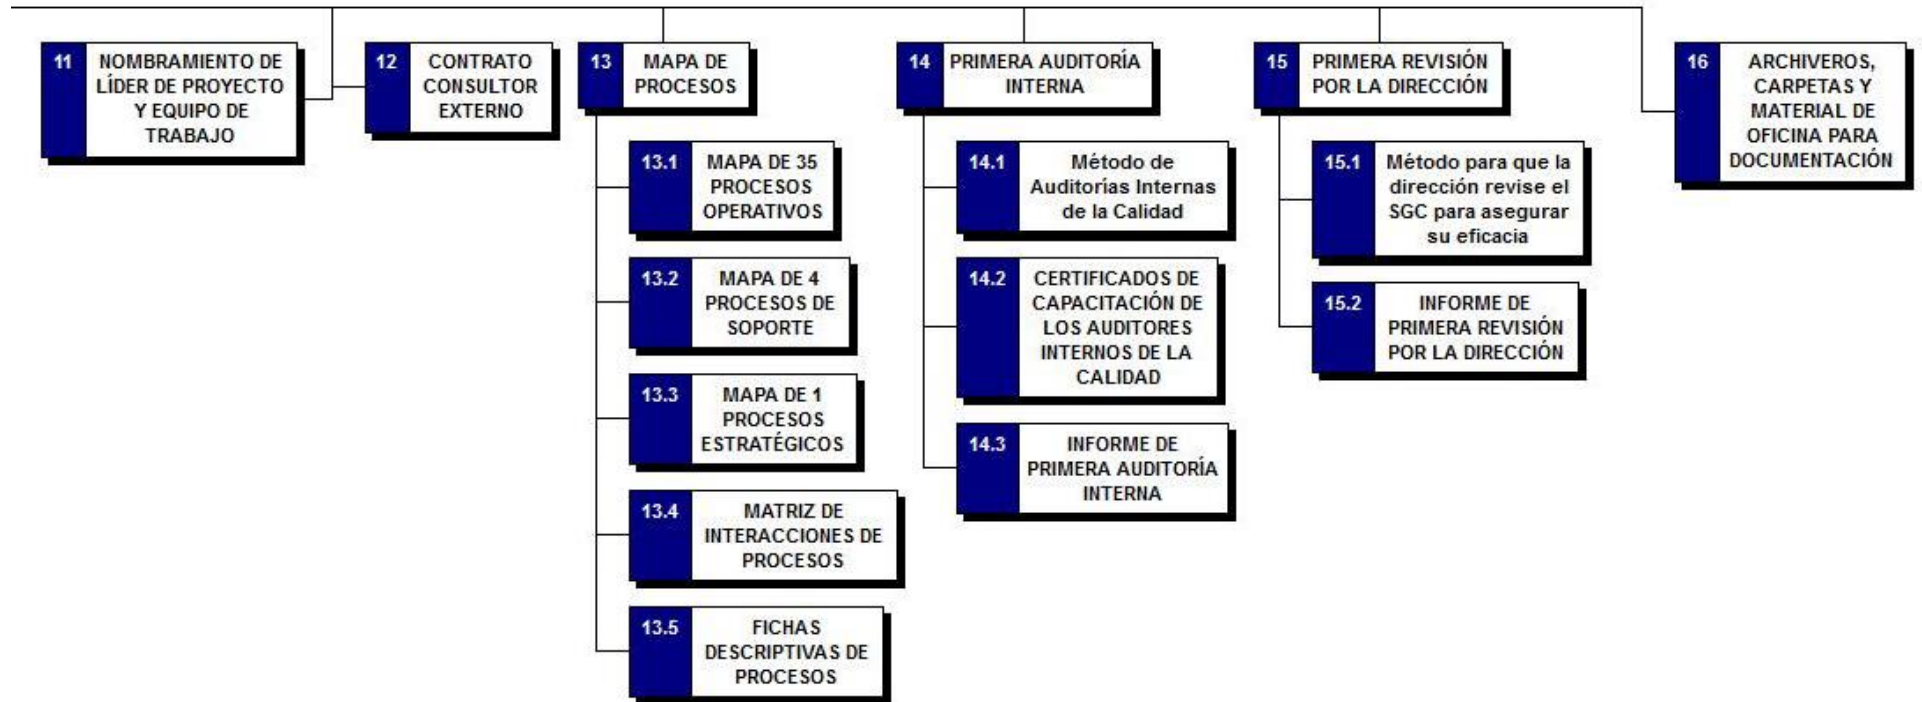 11
NOMBRAMIENTO DE
LÍDER DE PROYECTO
Y EQUIPO DE
TRABAJO
12
CONTRATO
CONSULTOR
EXTERNO
13
MAPA DE
PROCESOS
13.1
MAPA DE 35
PROCESOS
OPERATIVOS
13.2
MAPA DE 4
PROCESOS DE
SOPORTE
13.3
MAPA DE 1
PROCESOS
ESTRATÉGICOS
13.4
MATRIZ DE
INTERACCIONES DE
PROCESOS
13.5
FICHAS
DESCRIPTIVAS DE
PROCESOS
14
PRIMERA AUDITORÍA
INTERNA
14.1
Método de
Auditorías Internas
de la Calidad
14.2
CERTIFICADOS DE
CAPACITACIÓN DE
LOS AUDITORES
INTERNOS DE LA
CALIDAD
14.3
INFORME DE
PRIMERA AUDITORÍA
INTERNA
15
PRIMERA REVISIÓN
POR LA DIRECCIÓN
15.1
Método para que la
dirección revise el
SGC para asegurar
su eficacia
15.2
INFORME DE
PRIMERA REVISIÓN
POR LA DIRECCIÓN
16
ARCHIVEROS,
CARPETAS Y
MATERIAL DE
OFICINA PARA
DOCUMENTACIÓN